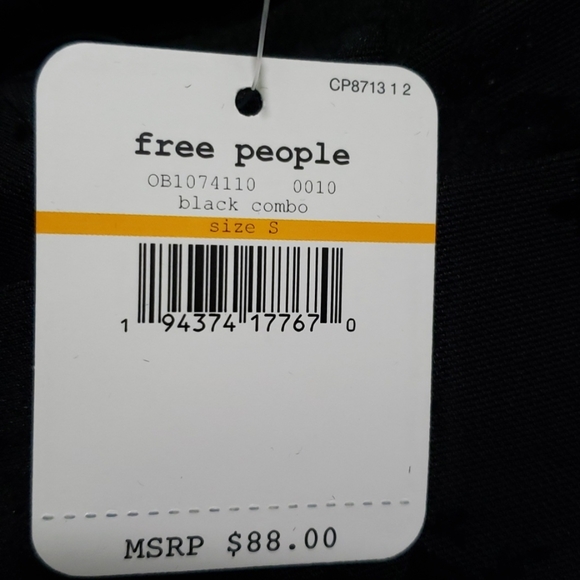 CP8713 1 2
free people
OB1074110 0010
black combo
size S
1 94374 17767 0
MSRP $88.00